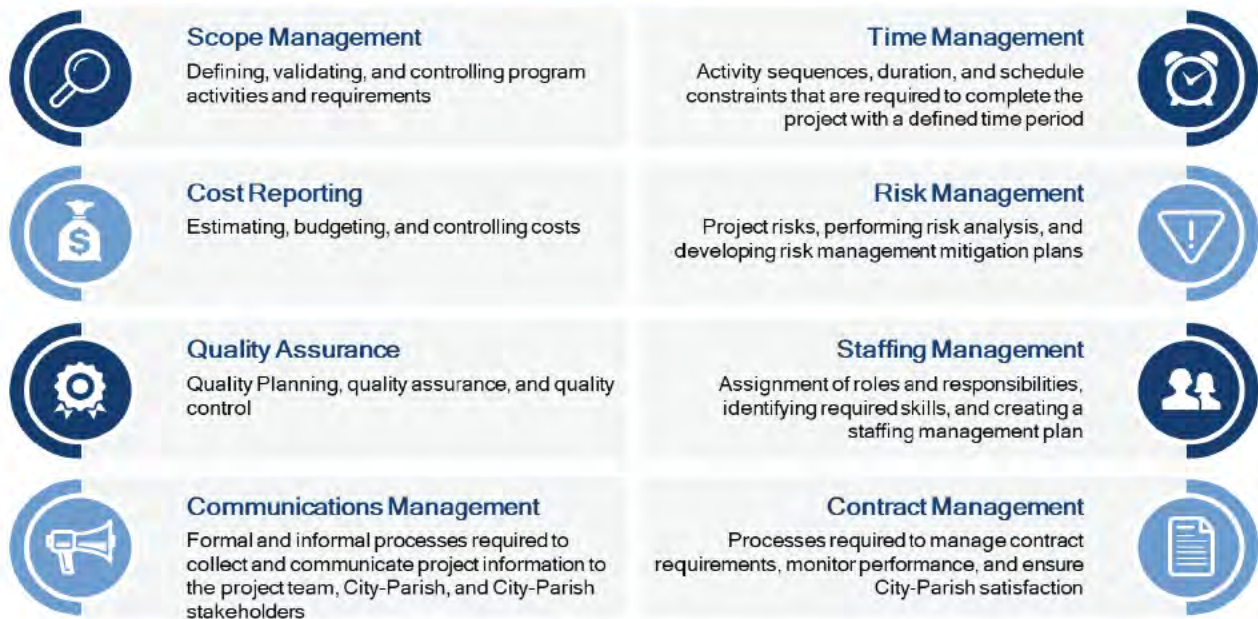 Scope Management
Defining, validating, and controlling program
activities and requirements
Time Management
Activity sequences, duration, and schedule
constraints that are required to complete the
project with a defined time period
Cost Reporting
Estimating, budgeting, and controlling costs
$
Risk Management
Project risks, performing risk analysis, and
developing risk management mitigation plans
Quality Assurance
Quality Planning, quality assurance, and quality
control
Staffing Management
Assignment of roles and responsibilities,
identifying required skills, and creating a
staffing management plan
Communications Management
Formal and informal processes required to
collect and communicate project information to
the project team, City-Parish, and City-Parish
stakeholders
Contract Management
Processes required to manage contract
requirements, monitor performance, and ensure
City-Parish satisfaction